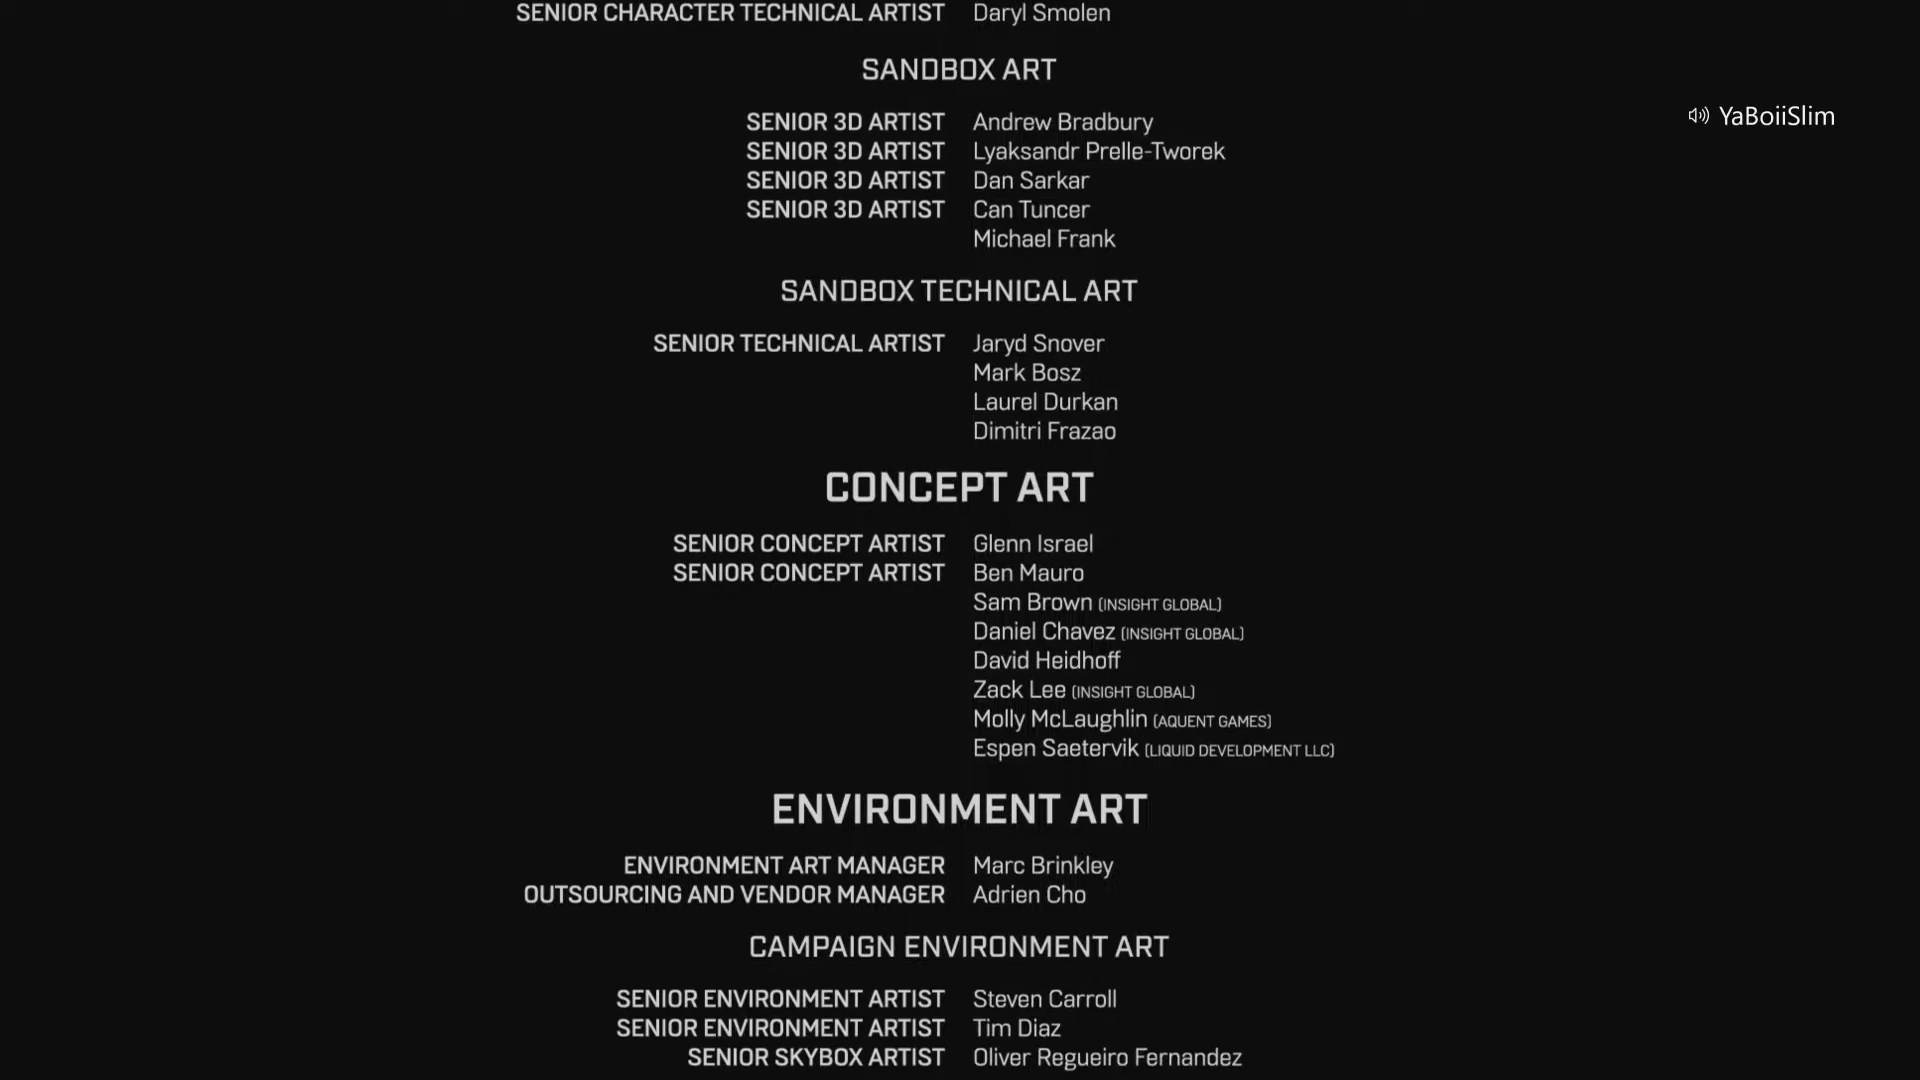 SENIOR CHARACTER TECHNICAL ARTIST Daryl Smolen
SANDBOX ART
YaBoiiSlim
SENIOR 3D ARTIST Andrew Bradbury
SENIOR 3D ARTIST Lyaksandr Prelle-Tworek
SENIOR 3D ARTIST Dan Sarkar
SENIOR 3D ARTIST Can Tuncer
Michael Frank
SANDBOX TECHNICAL ART
SENIOR TECHNICAL ARTIST Jaryd Snover
Mark Bosz
Laurel Durkan
Dimitri Frazao
CONCEPT ART
SENIOR CONCEPT ARTIST Glenn Israel
SENIOR CONCEPT ARTIST Ben Mauro
Sam Brown (INSIGHT GLOBAL)
Daniel Chavez (INSIGHT GLOBAL)
David Heidhoff
Zack Lee (INSIGHT GLOBAL)
Molly McLaughlin (AQUENT GAMES)
Espen Saetervik (LIQUID DEVELOPMENT LLC)
ENVIRONMENT ART
ENVIRONMENT ART MANAGER Marc Brinkley
OUTSOURCING AND VENDOR MANAGER Adrien Cho
CAMPAIGN ENVIRONMENT ART
SENIOR ENVIRONMENT ARTIST Steven Carroll
SENIOR ENVIRONMENT ARTIST Tim Diaz
SENIOR SKYBOX ARTIST Oliver Regueiro Fernandez